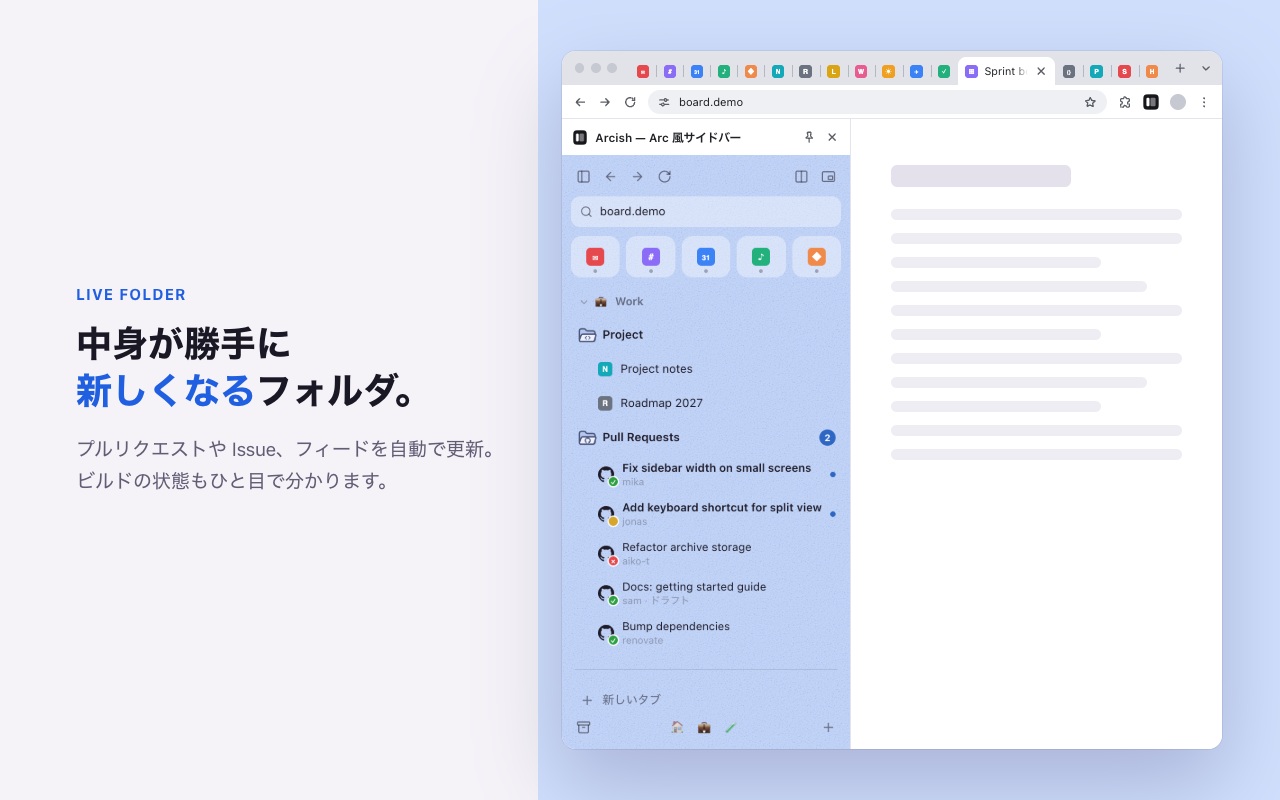 LIVE FOLDER
中身が勝手に
新しくなるフォルダ。
プルリクエストや Issue、フィードを自動で更新。
ビルドの状態もひと目で分かります。
# 31 N R L W Sprint b P S H
board.demo
Arcish — Arc 風サイドバー
board.demo
# 31
Work
Project
N Project notes
R Roadmap 2027
Pull Requests 2
Fix sidebar width on small screens
mika
Add keyboard shortcut for split view
jonas
Refactor archive storage
aiko-t
Docs: getting started guide
sam · ドラフト
Bump dependencies
renovate
新しいタブ